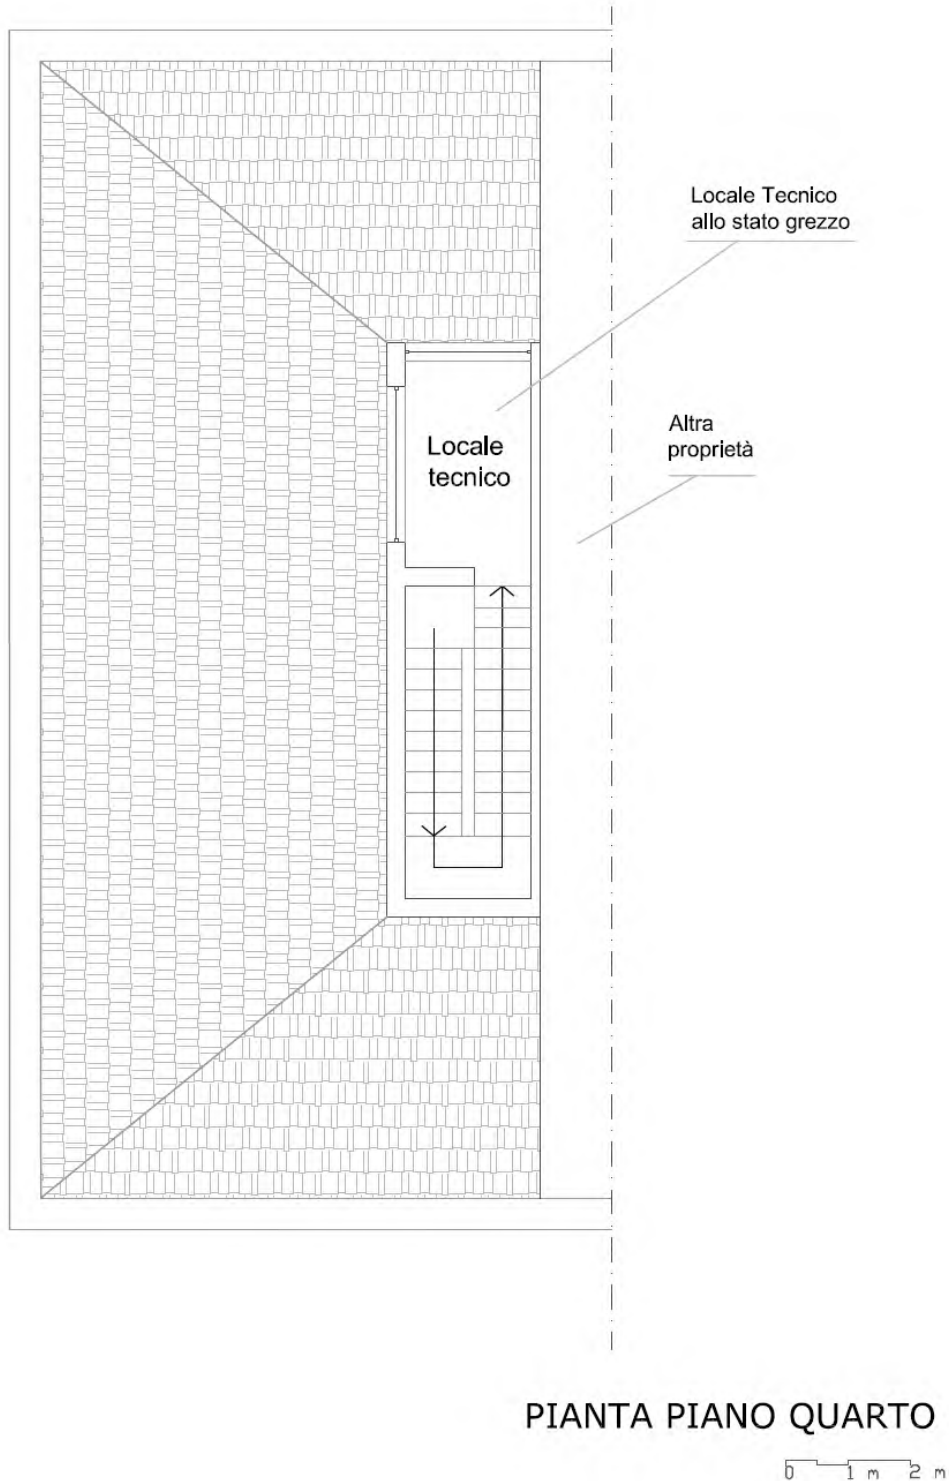 Locale Tecnico
allo stato grezzo
Altra
proprietà
Locale
tecnico
PIANTA PIANO QUARTO
0 1 m 2 m